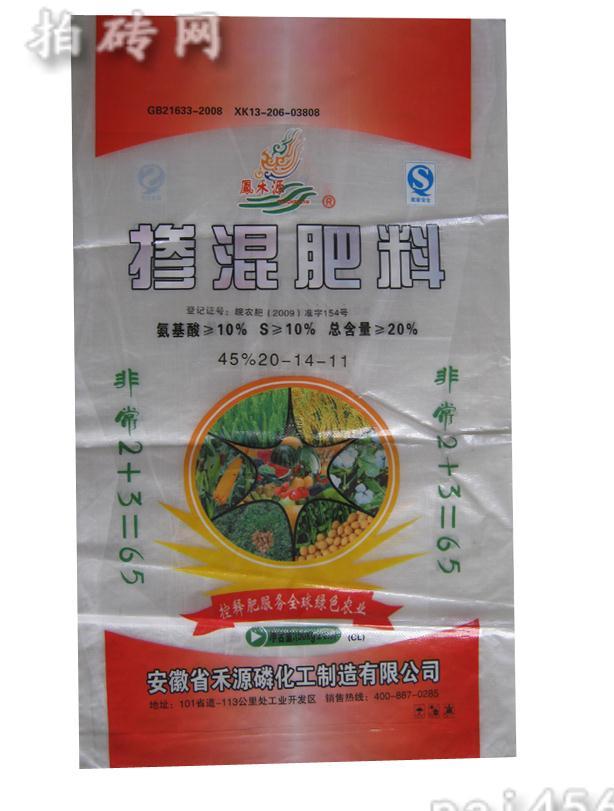 拍砖网
GB21633-2008 XK13-206-03808
鳳禾源
®
掺混肥料
登记证号：皖农肥（2009）准字154号
氨基酸≥10% S≥10% 总含量≥20%
45%20-14-11
非常2+3=65
非常2+3=65
控释肥服务全球绿色农业
(CL)
安徽省禾源磷化工制造有限公司
地址：101省道-113公里处工业开发区 销售热线：400-887-0285